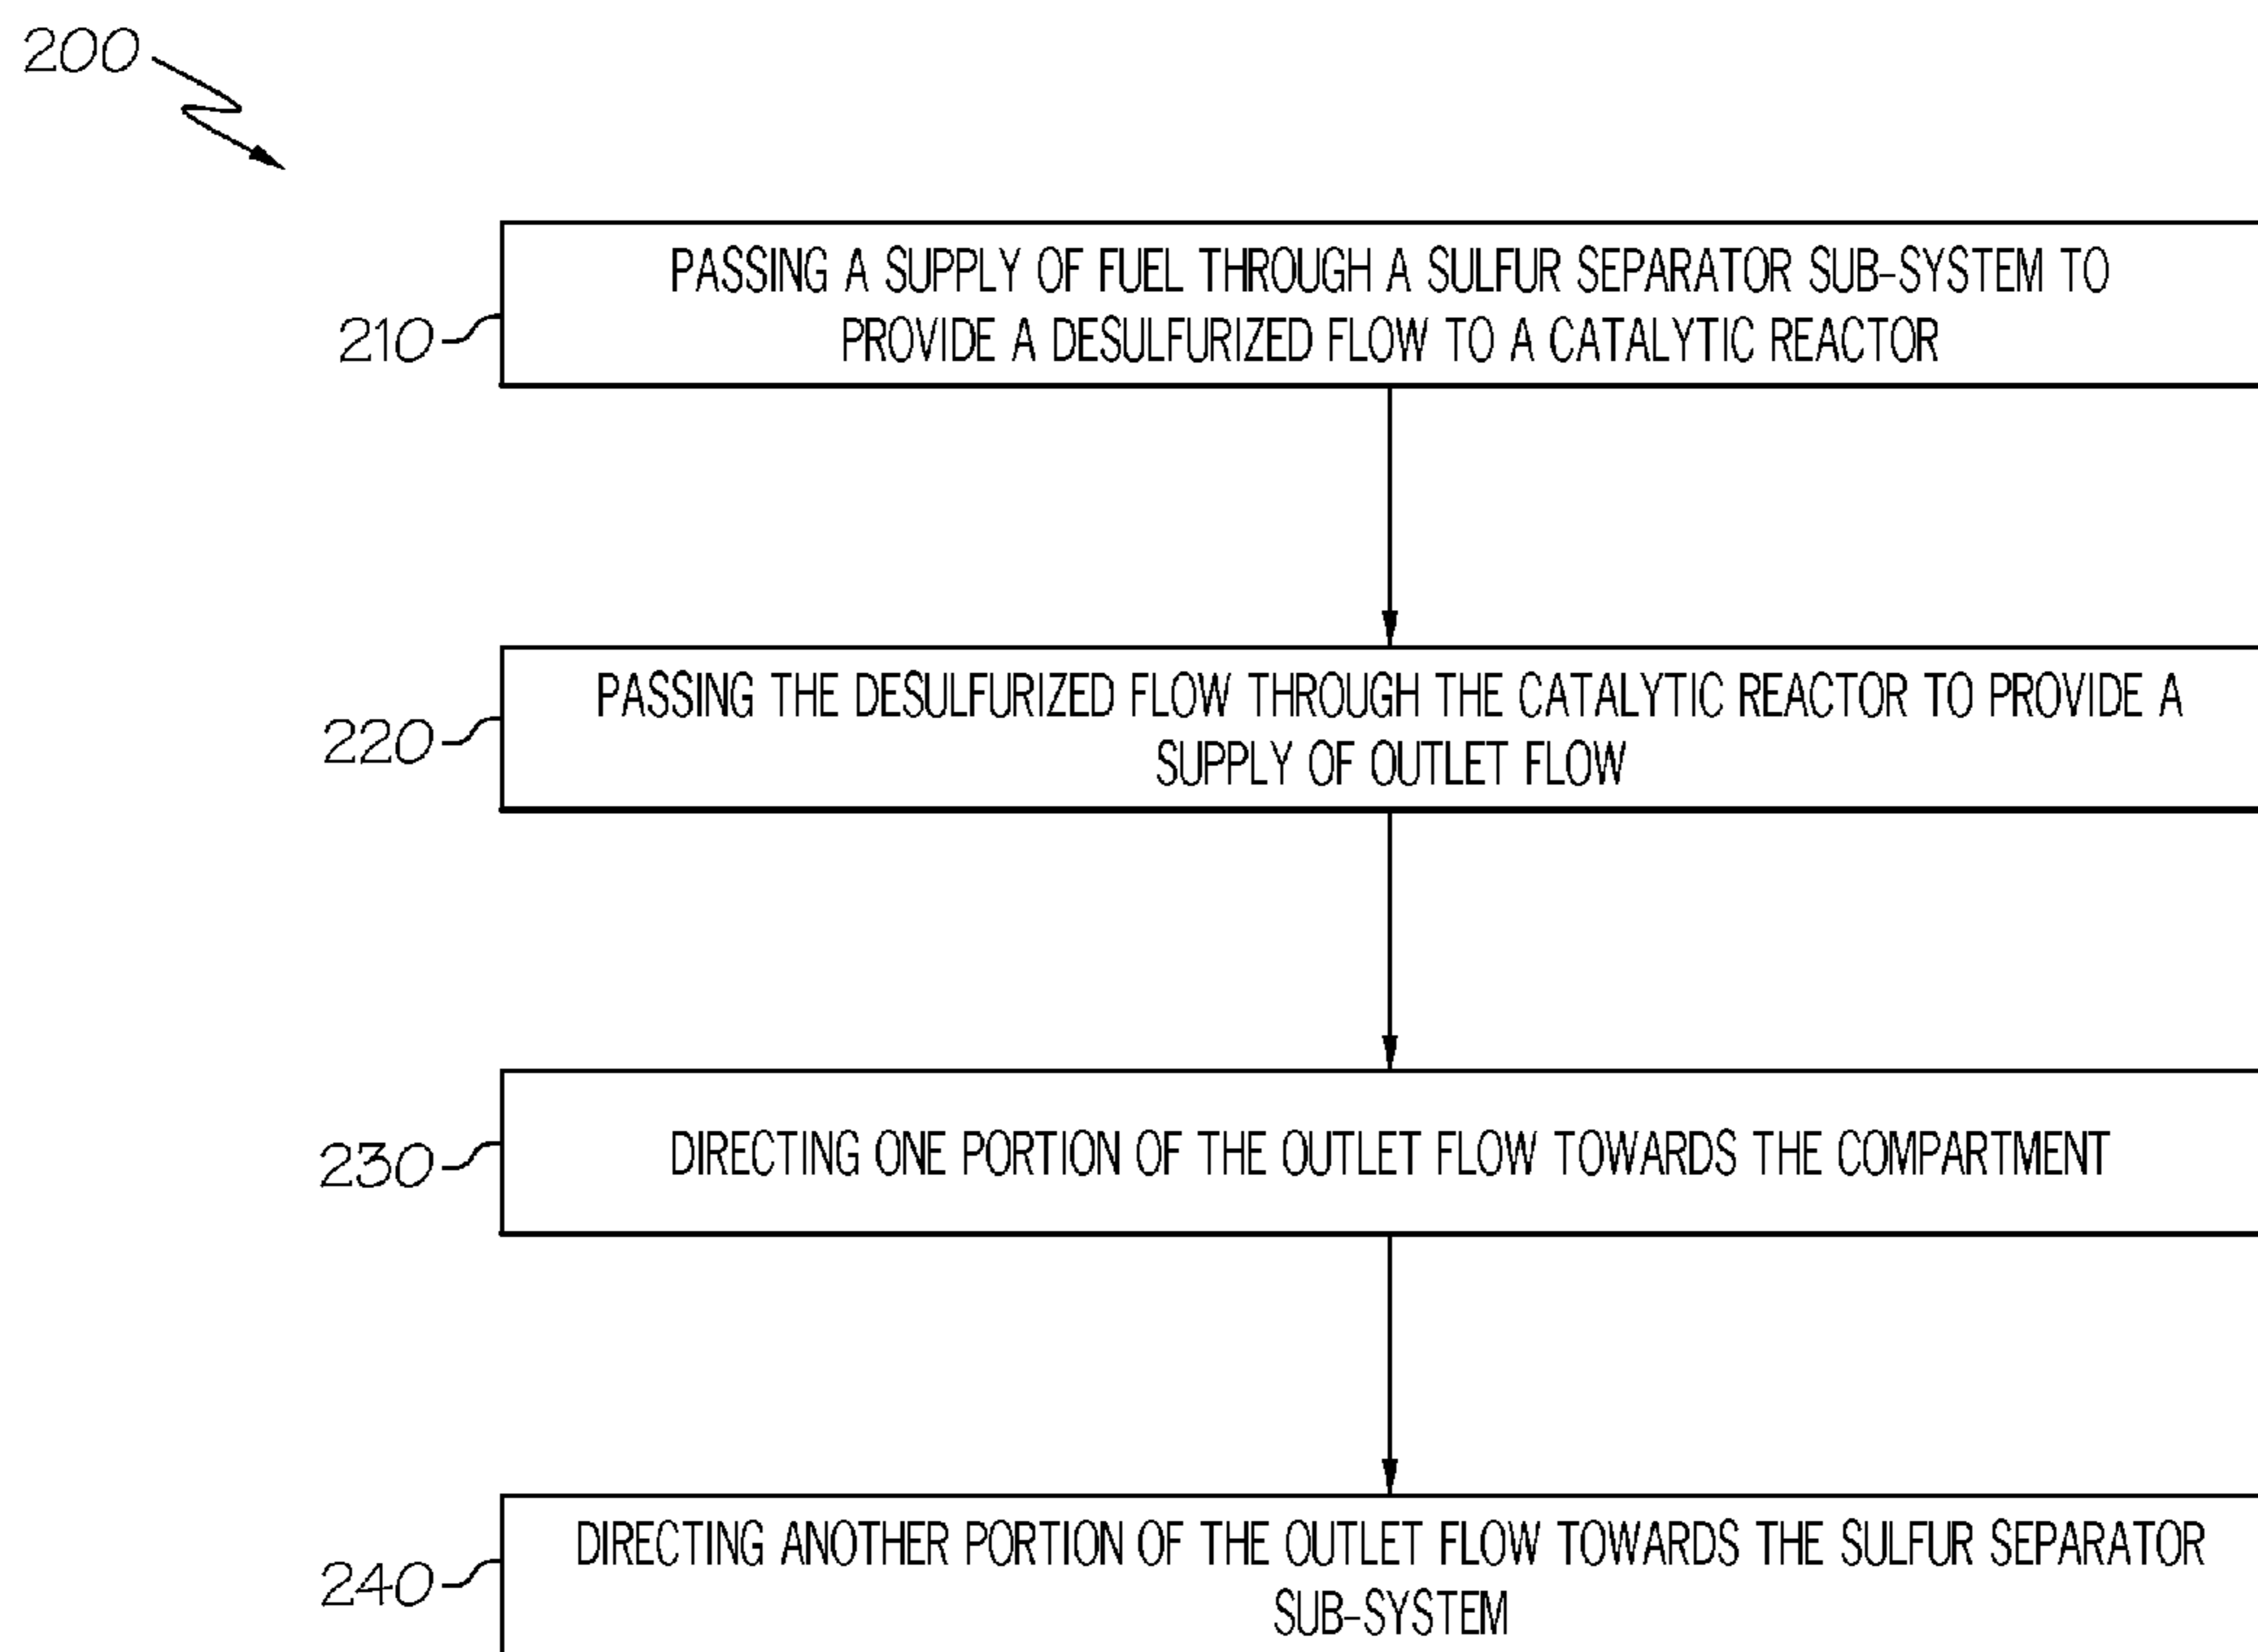 200
210
PASSING A SUPPLY OF FUEL THROUGH A SULFUR SEPARATOR SUB-SYSTEM TO
PROVIDE A DESULFURIZED FLOW TO A CATALYTIC REACTOR
220
PASSING THE DESULFURIZED FLOW THROUGH THE CATALYTIC REACTOR TO PROVIDE A
SUPPLY OF OUTLET FLOW
230
DIRECTING ONE PORTION OF THE OUTLET FLOW TOWARDS THE COMPARTMENT
240
DIRECTING ANOTHER PORTION OF THE OUTLET FLOW TOWARDS THE SULFUR SEPARATOR
SUB-SYSTEM